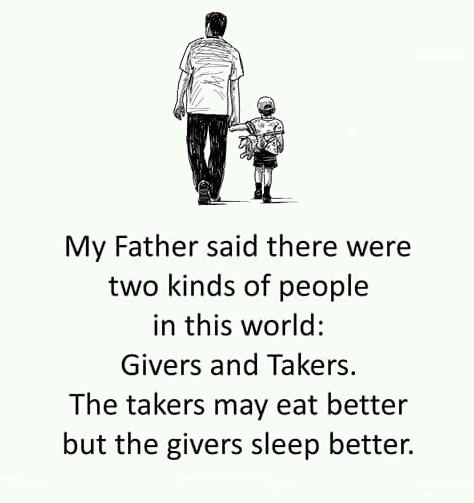 My Father said there were
two kinds of people
in this world:
Givers and Takers.
The takers may eat better
but the givers sleep better.